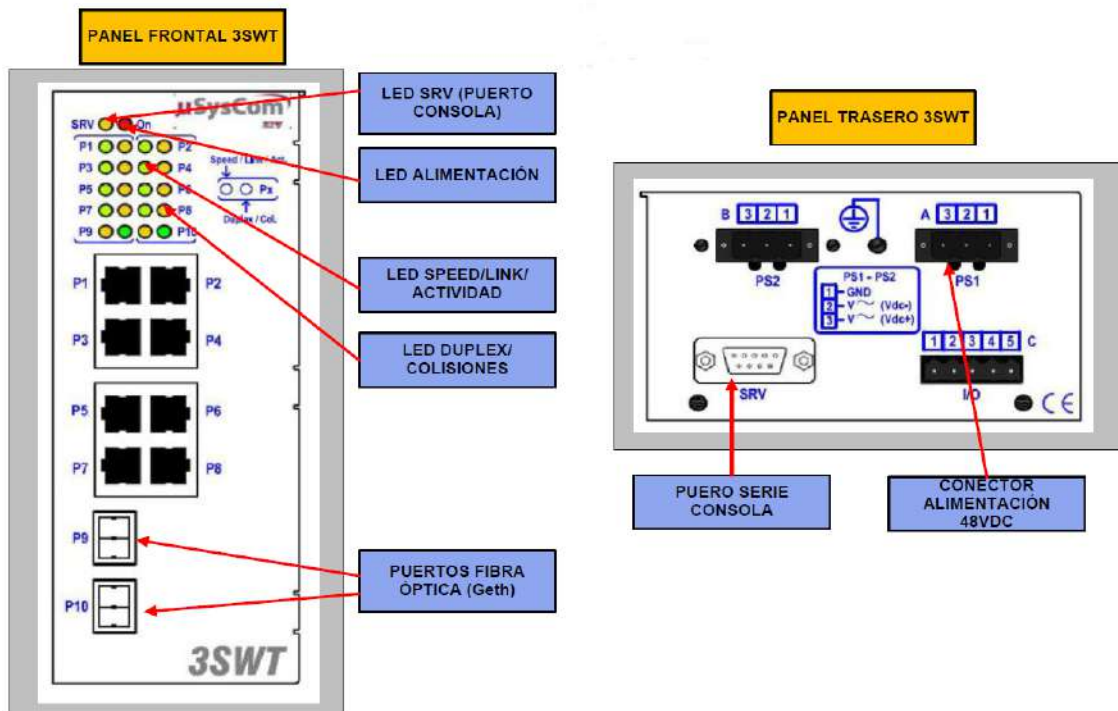 PANEL FRONTAL 3SWT
µSysCom
SRV On
P1 P2
Speed / Link / Act.
P3 P4
Px
P5 P6
Duplex / Col.
P7 P8
P9 P10
P1 P2
P3 P4
P5 P6
P7 P8
P9
P10
3SWT
LED SRV (PUERTO
CONSOLA)
LED ALIMENTACIÓN
LED SPEED/LINK/
ACTIVIDAD
LED DUPLEX/
COLISIONES
PUERTOS FIBRA
ÓPTICA (Geth)
PANEL TRASERO 3SWT
B 3 2 1
A 3 2 1
PS2
PS1
PS1 - PS2
1 - GND
2 - V~ (Vdc-)
3 - V~ (Vdc+)
1 2 3 4 5 C
SRV
I/O
CE
PUERO SERIE
CONSOLA
CONECTOR
ALIMENTACIÓN
48VDC